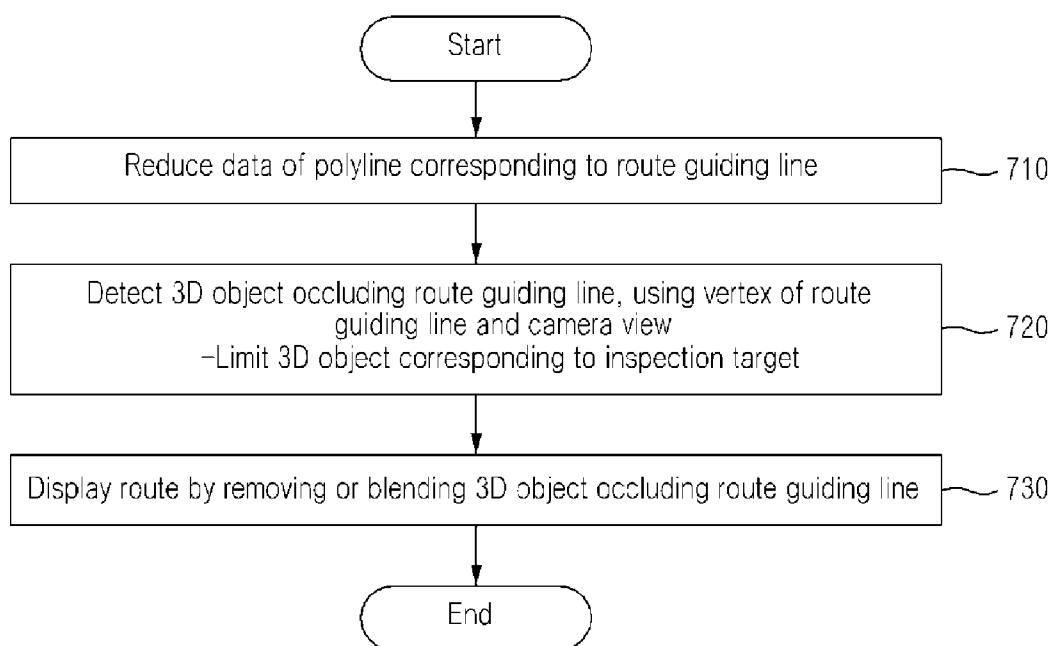 Start
Reduce data of polyline corresponding to route guiding line
710
Detect 3D object occluding route guiding line, using vertex of route
guiding line and camera view
-Limit 3D object corresponding to inspection target
720
Display route by removing or blending 3D object occluding route guiding line
730
End